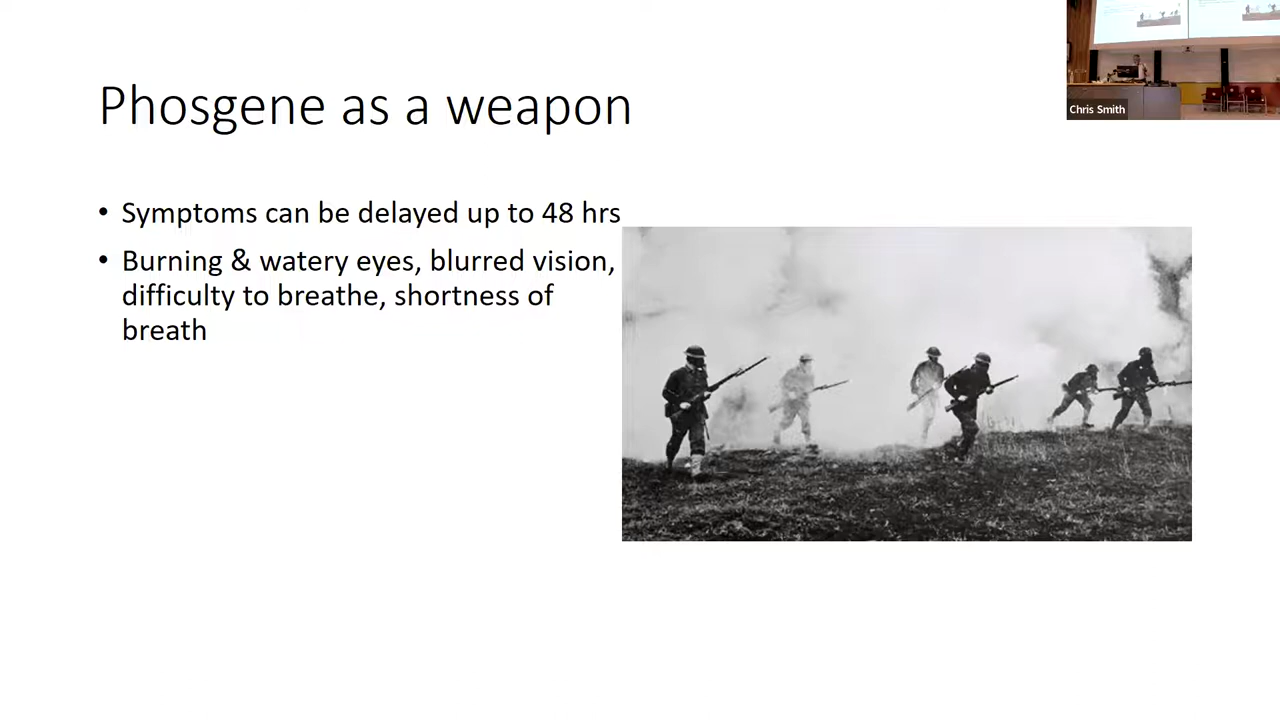 Phosgene as a weapon
Chris Smith
• Symptoms can be delayed up to 48 hrs
• Burning & watery eyes, blurred vision,
difficulty to breathe, shortness of
breath